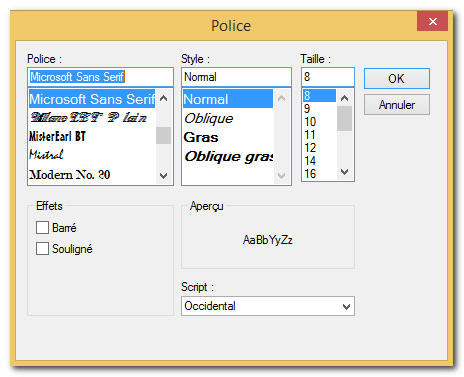 Police
Police :
Style :
Taille :
Microsoft Sans Serif
Normal
8
OK
Annuler
Microsoft Sans Serif
Milano LET Plain
MisterEarl BT
Mistral
Modern No. 20
Normal
Oblique
Gras
Oblique gras
8
9
10
11
12
14
16
Effets
Barré
Souligné
Aperçu
AaBbYyZz
Script :
Occidental